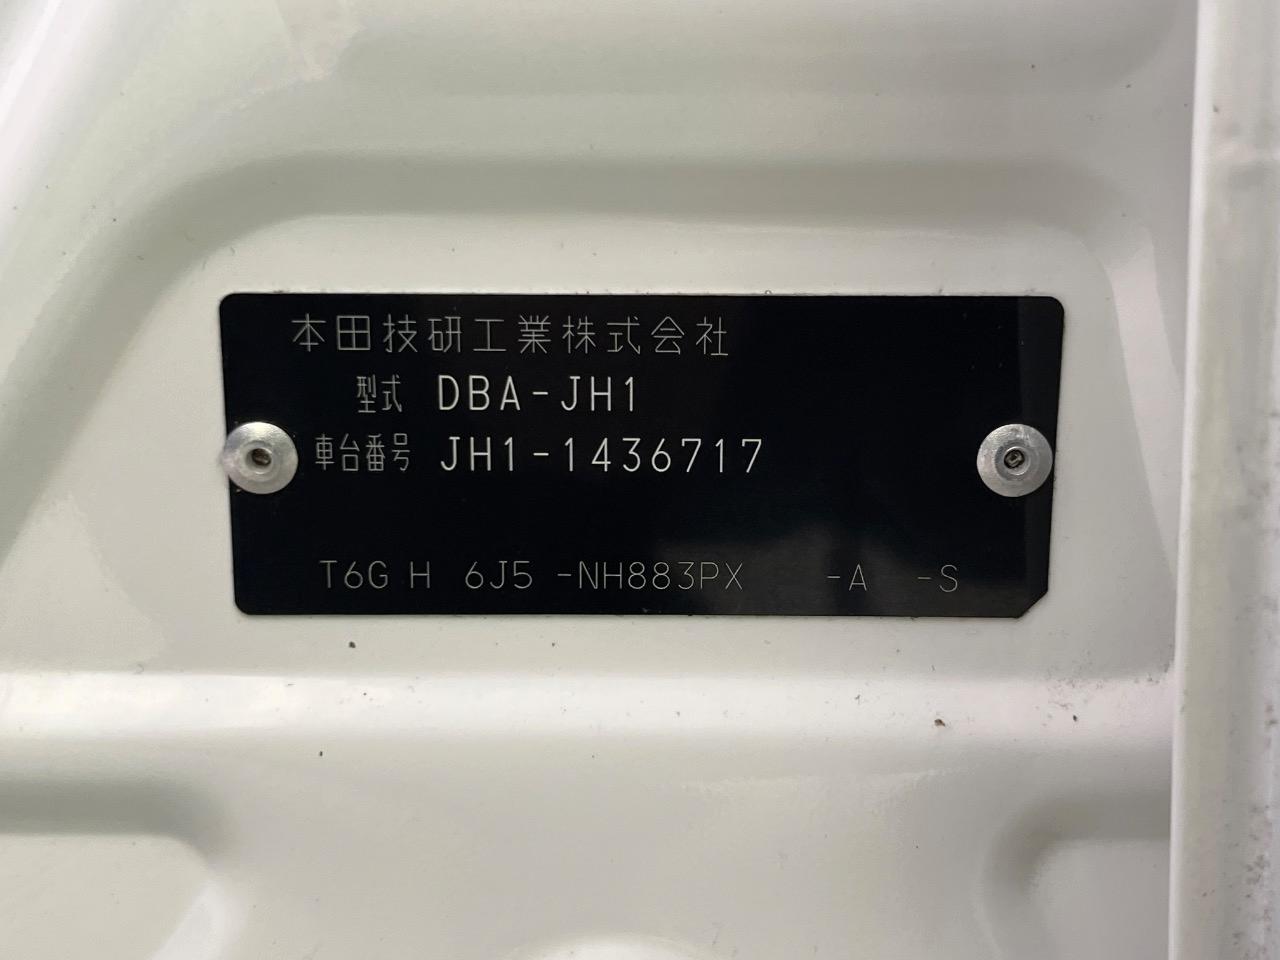 本田技研工業株式会社
型式 DBA-JH1
車台番号 JH1-1436717
T6G H 6J5 -NH883PX -A -S